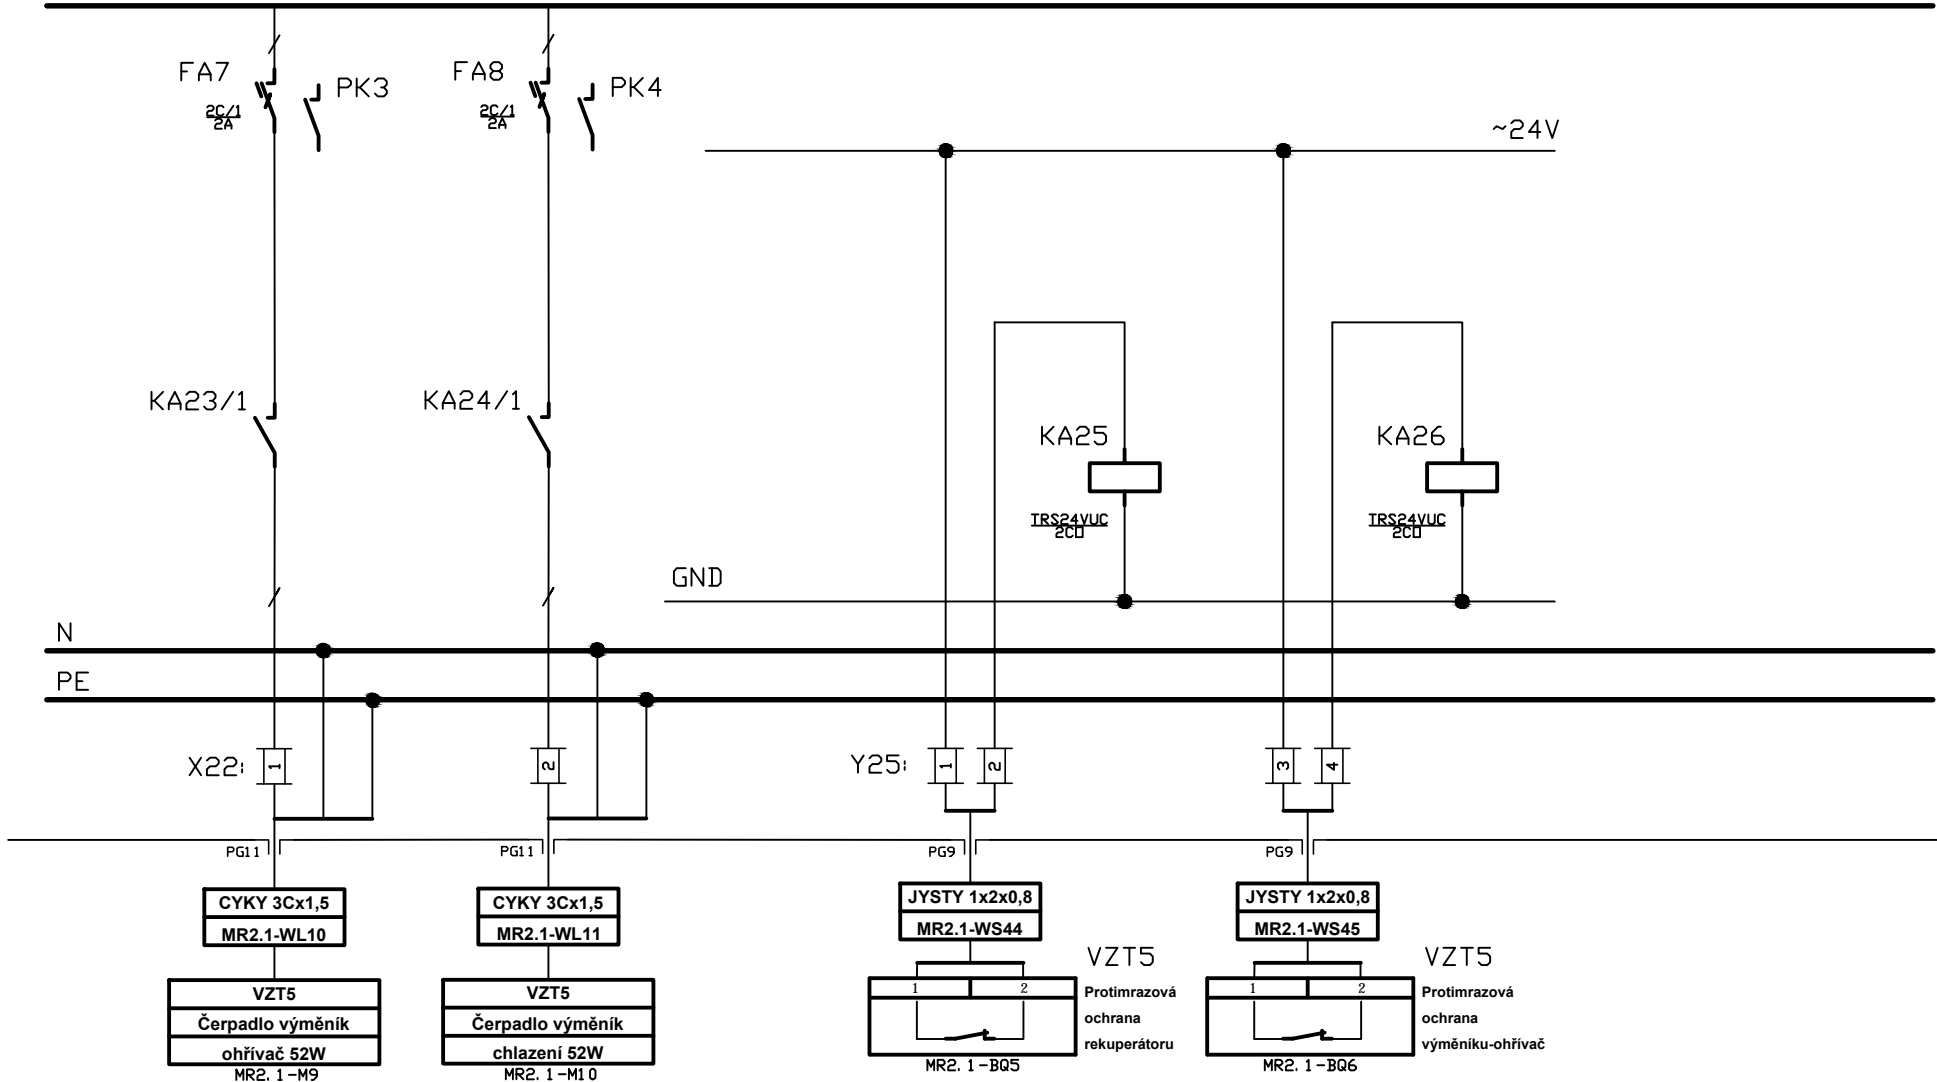 FA7
2C/1
2A
PK3
FA8
2C/1
2A
PK4
~24V
KA23/1
KA24/1
KA25
TRS24VUC
2CO
KA26
TRS24VUC
2CO
GND
N
PE
X22:
1
2
Y25:
1
2
3
4
PG11
PG11
PG9
PG9
CYKY 3Cx1,5
MR2.1-WL10
CYKY 3Cx1,5
MR2.1-WL11
JYSTY 1x2x0,8
MR2.1-WS44
JYSTY 1x2x0,8
MR2.1-WS45
VZT5
Čerpadlo výměník
ohřívač 52W
MR2.1-M9
VZT5
Čerpadlo výměník
chlazení 52W
MR2.1-M10
1
2
VZT5
Protimrazová
ochrana
rekuperátoru
MR2.1-BQ5
1
2
VZT5
Protimrazová
ochrana
výměníku-ohřívač
MR2.1-BQ6